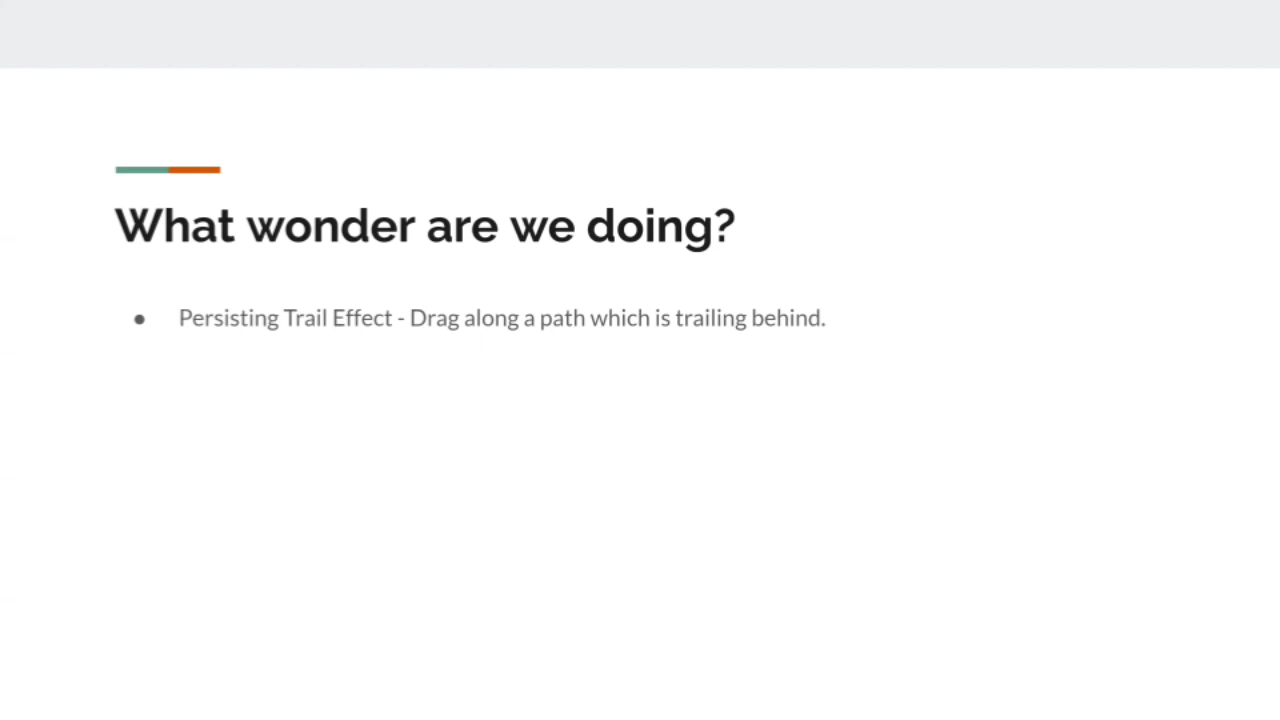 What wonder are we doing?
● Persisting Trail Effect - Drag along a path which is trailing behind.